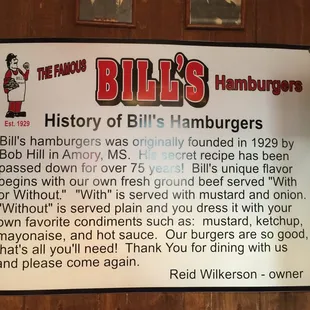 THE FAMOUS BILL'S Hamburgers
Est. 1929
History of Bill's Hamburgers
Bill's hamburgers was originally founded in 1929 by
Bob Hill in Amory, MS. His secret recipe has been
passed down for over 75 years! Bill's unique flavor
begins with our own fresh ground beef served "With
or Without." "With" is served with mustard and onion.
"Without" is served plain and you dress it with your
own favorite condiments such as: mustard, ketchup,
mayonaise, and hot sauce. Our burgers are so good,
that's all you'll need! Thank You for dining with us
and please come again.
Reid Wilkerson - owner